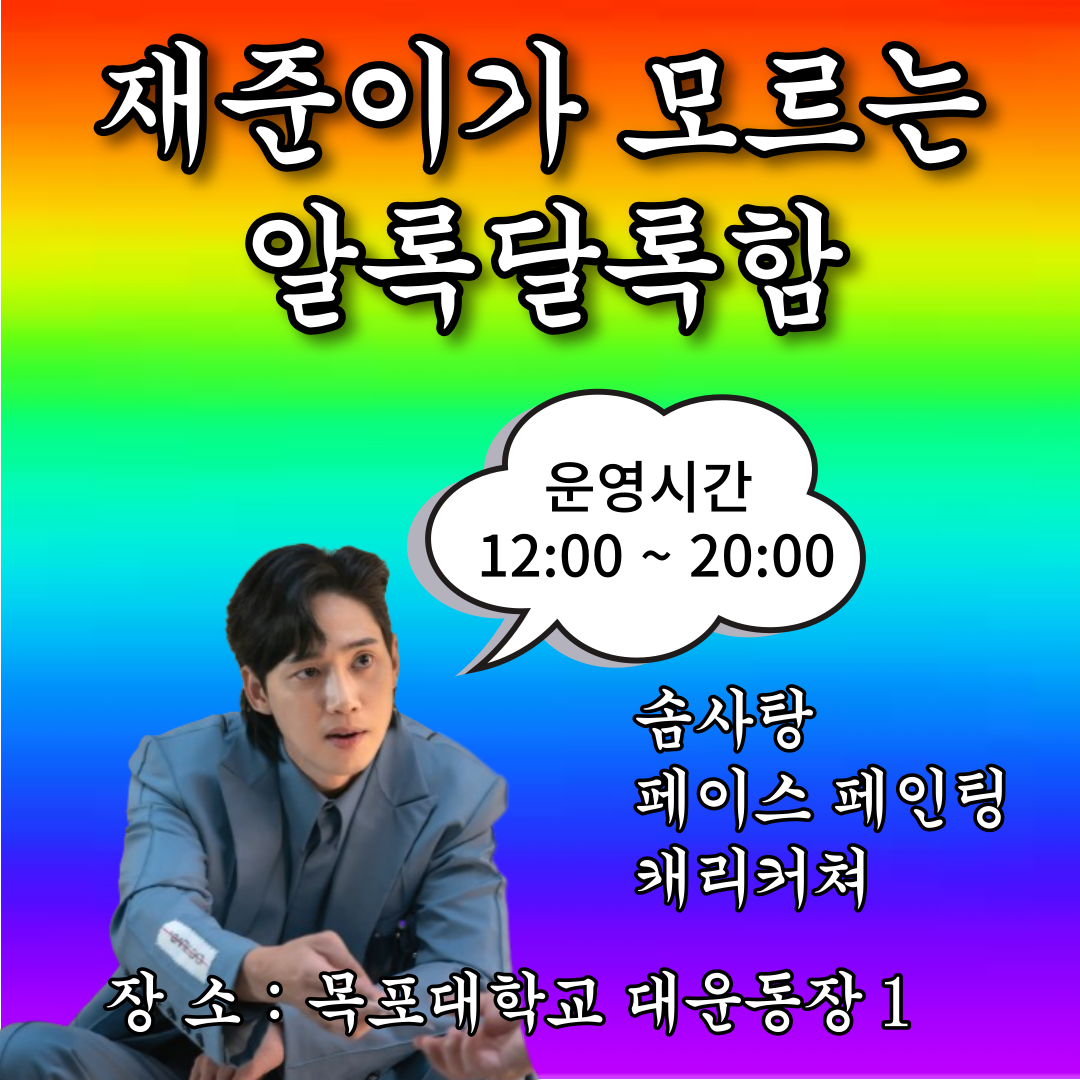 재준이가 모르는
알록달록함
운영시간
12:00 ~ 20:00
솜사탕
페이스 페인팅
캐리커쳐
장 소 : 목포대학교 대운동장 1